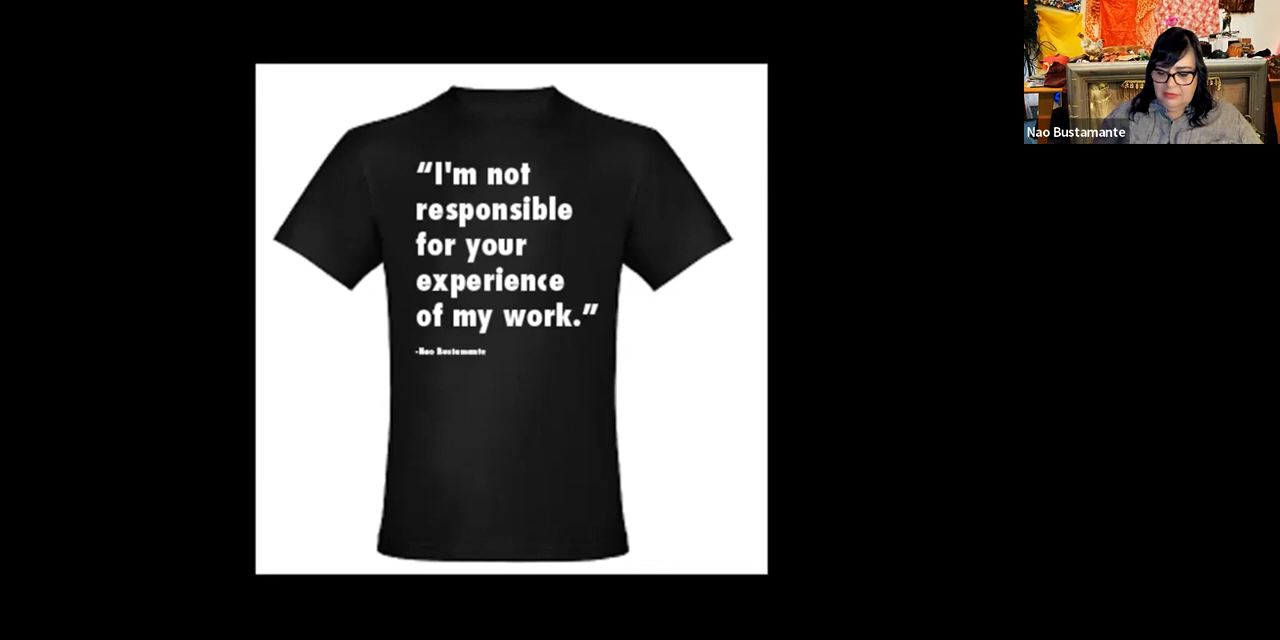 “I'm not
responsible
for your
experience
of my work.”
-Nao Bustamante
Nao Bustamante